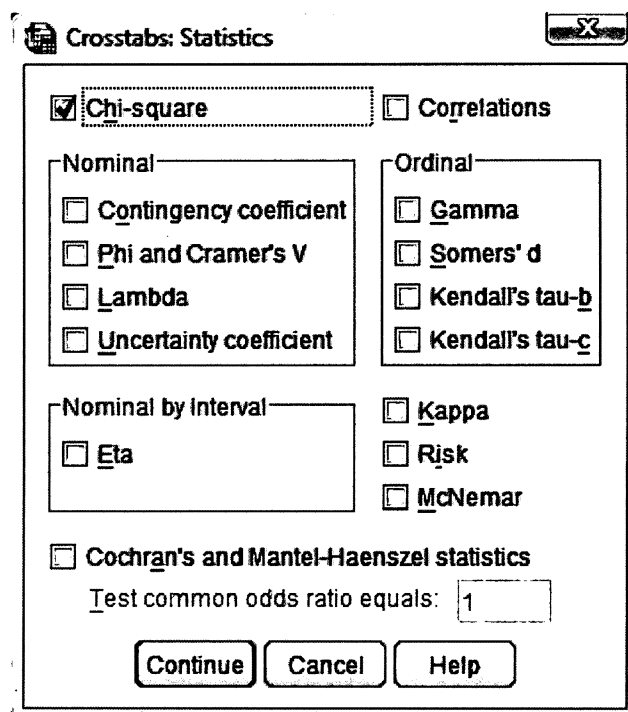 Crosstabs: Statistics
Chi-square
Correlations
Nominal
Contingency coefficient
Phi and Cramer's V
Lambda
Uncertainty coefficient
Ordinal
Gamma
Somers' d
Kendall's tau-b
Kendall's tau-c
Nominal by Interval
Eta
Kappa
Risk
McNemar
Cochran's and Mantel-Haenszel statistics
Test common odds ratio equals: 1
Continue Cancel Help